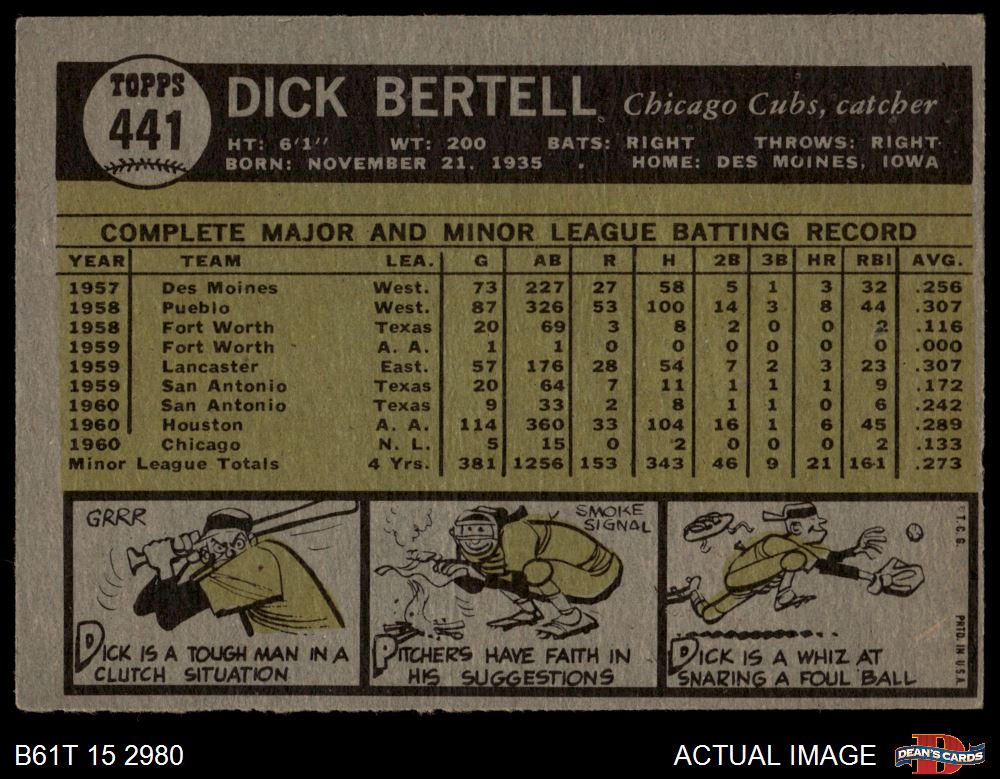 TOPPS
441
DICK BERTELL Chicago Cubs, catcher
HT: 6'1" WT: 200 BATS: RIGHT THROWS: RIGHT
BORN: NOVEMBER 21, 1935 HOME: DES MOINES, IOWA
COMPLETE MAJOR AND MINOR LEAGUE BATTING RECORD
YEAR TEAM LEA. G AB R H 2B 3B HR RBI AVG.
1957 Des Moines West. 73 227 27 58 5 1 3 32 .256
1958 Pueblo West. 87 326 53 100 14 3 8 44 .307
1958 Fort Worth Texas 20 69 3 8 2 0 0 2 .116
1959 Fort Worth A. A. 1 1 0 0 0 0 0 0 .000
1959 Lancaster East. 57 176 28 54 7 2 3 23 .307
1959 San Antonio Texas 20 64 7 11 1 1 1 9 .172
1960 San Antonio Texas 9 33 2 8 1 1 0 6 .242
1960 Houston A. A. 114 360 33 104 16 1 6 45 .289
1960 Chicago N. L. 5 15 0 2 0 0 0 2 .133
Minor League Totals 4 Yrs. 381 1256 153 343 46 9 21 161 .273
GRRR
DICK IS A TOUGH MAN IN A
CLUTCH SITUATION
SMOKE
SIGNAL
PITCHERS HAVE FAITH IN
HIS SUGGESTIONS
DICK IS A WHIZ AT
SNARING A FOUL BALL
©T.C.G. PRTD. IN U.S.A.
B61T 15 2980
ACTUAL IMAGE
DEAN'S CARDS